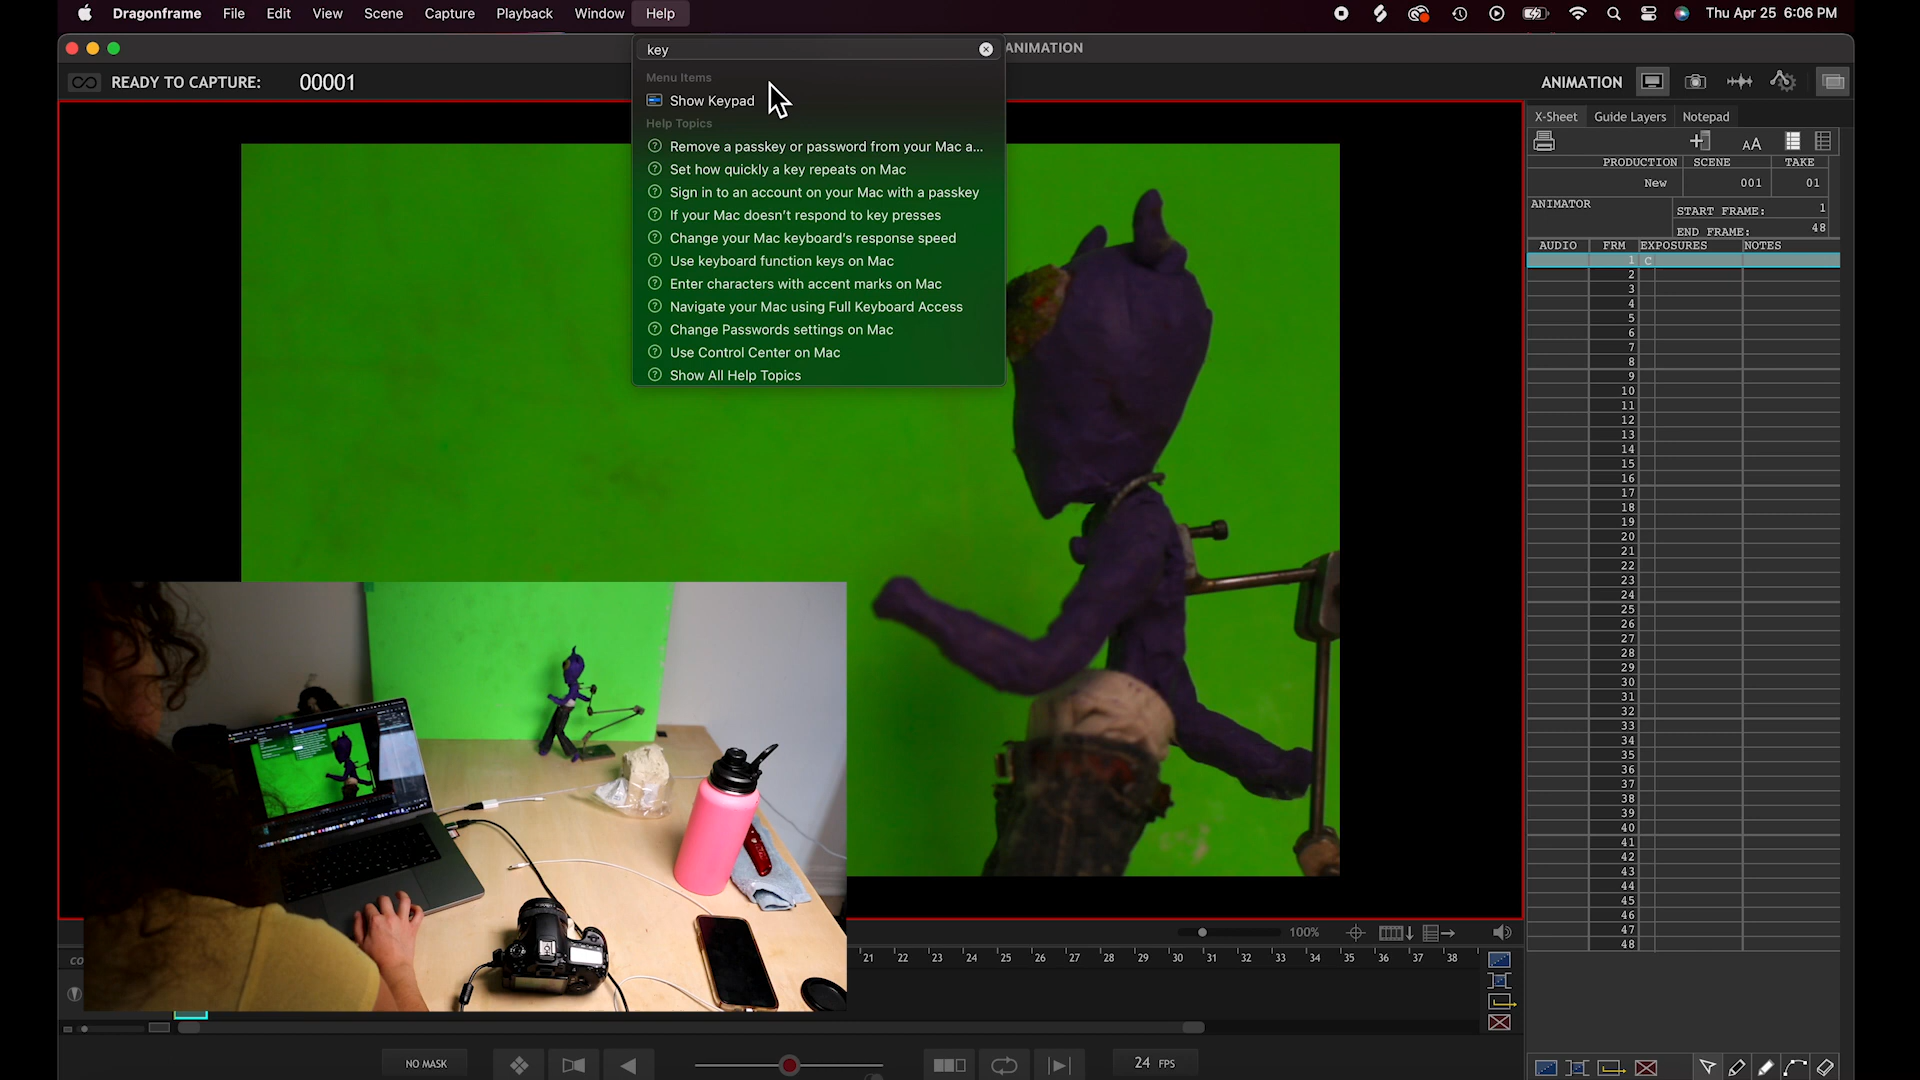 Dragonframe File Edit View Scene Capture Playback Window Help Thu Apr 25 6:06 PM
key
ANIMATION
READY TO CAPTURE: 00001
ANIMATION
Menu Items
Show Keypad
Help Topics
Remove a passkey or password from your Mac a...
Set how quickly a key repeats on Mac
Sign in to an account on your Mac with a passkey
If your Mac doesn't respond to key presses
Change your Mac keyboard's response speed
Use keyboard function keys on Mac
Enter characters with accent marks on Mac
Navigate your Mac using Full Keyboard Access
Change Passwords settings on Mac
Use Control Center on Mac
Show All Help Topics
X-Sheet Guide Layers Notepad
AA
PRODUCTION SCENE TAKE
New 001 01
ANIMATOR
START FRAME: 1
END FRAME: 48
AUDIO FRM EXPOSURES NOTES
1 C
2
3
4
5
6
7
8
9
10
11
12
13
14
15
16
17
18
19
20
21
22
23
24
25
26
27
28
29
30
31
32
33
34
35
36
37
38
39
40
41
42
43
44
45
46
47
48
100%
21 22 23 24 25 26 27 28 29 30 31 32 33 34 35 36 37 38
NO MASK
24 FPS